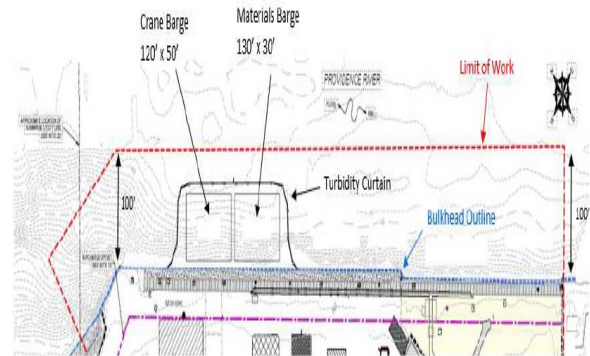 Crane Barge
120' x 50'
Materials Barge
130' x 30'
PROVIDENCE RIVER
Limit of Work
100'
Turbidity Curtain
100'
Bulkhead Outline